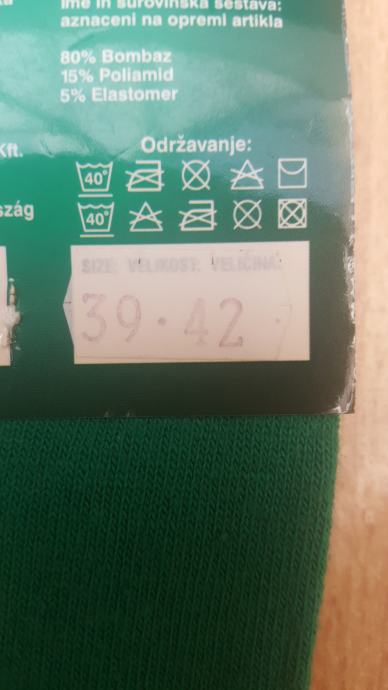 ime in surovinska sestava;
aznaceni na opremi artikla
80% Bombaz
15% Poliamid
5% Elastomer
Kft.
szág
Održavanje:
40°
40°
SIZE: VELIKOST: VELIČINA:
39·42